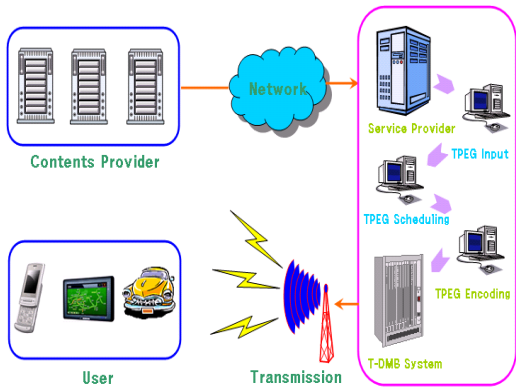 Network
Service Provider
Contents Provider
TPEG Input
TPEG Scheduling
TPEG Encoding
T-DMB System
User
Transmission